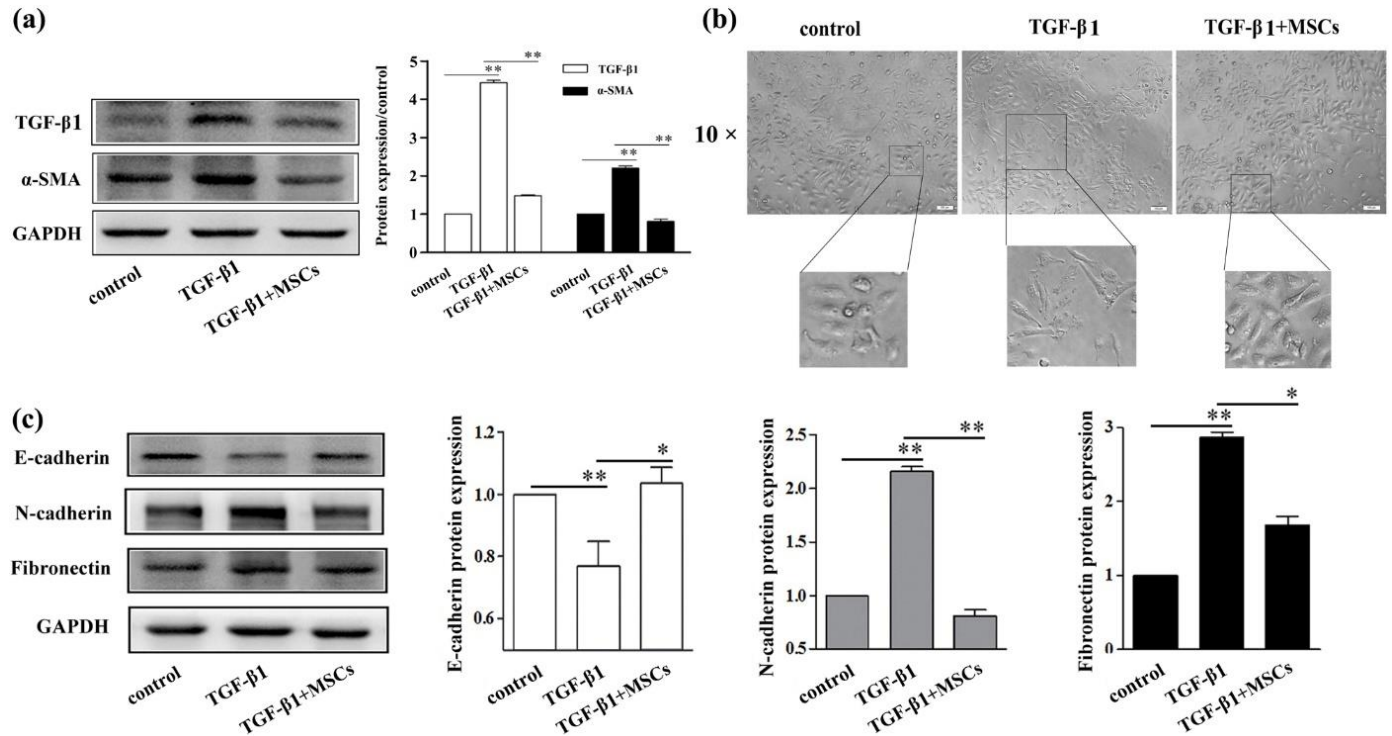 (a)
TGF-β1
α-SMA
GAPDH
control
TGF-β1
TGF-β1+MSCs
Protein expression/control
5
4
3
2
1
0
**
**
**
**
TGF-β1
α-SMA
control
TGF-β1
TGF-β1+MSCs
control
TGF-β1
TGF-β1+MSCs
(b)
control
TGF-β1
TGF-β1+MSCs
10 ×
(c)
E-cadherin
N-cadherin
Fibronectin
GAPDH
control
TGF-β1
TGF-β1+MSCs
E-cadherin protein expression
1.2
1.0
0.8
0.6
**
*
control
TGF-β1
TGF-β1+MSCs
N-cadherin protein expression
2.5
2.0
1.5
1.0
0.5
**
**
control
TGF-β1
TGF-β1+MSCs
Fibronectin protein expression
3
2
1
0
**
*
control
TGF-β1
TGF-β1+MSCs